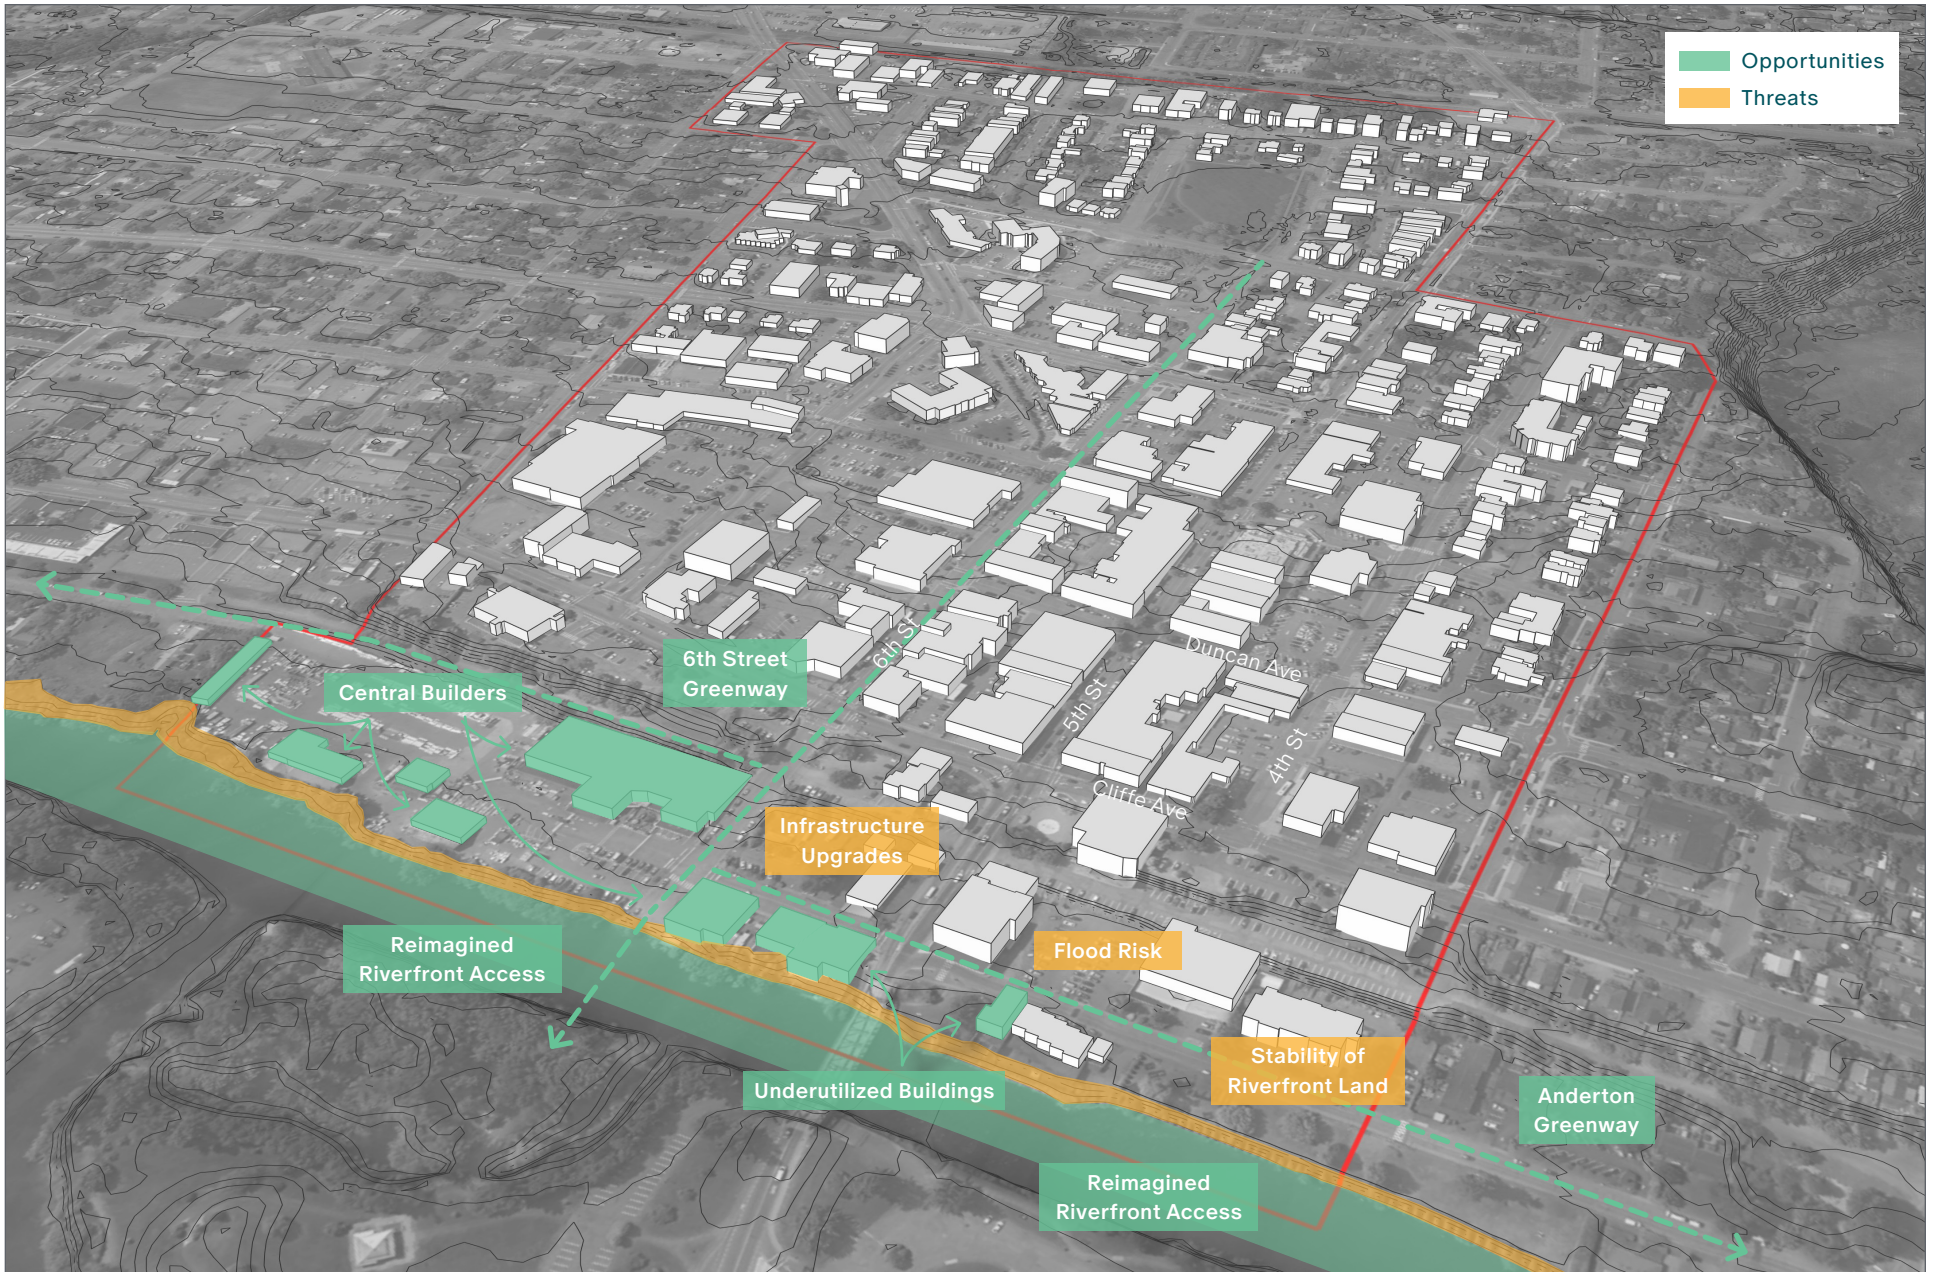 Opportunities
Threats
6th St
6th Street
Greenway
Duncan Ave
Central Builders
5th St
4th St
Cliffe Ave
Infrastructure
Upgrades
Reimagined
Riverfront Access
Flood Risk
Stability of
Riverfront Land
Underutilized Buildings
Anderton
Greenway
Reimagined
Riverfront Access